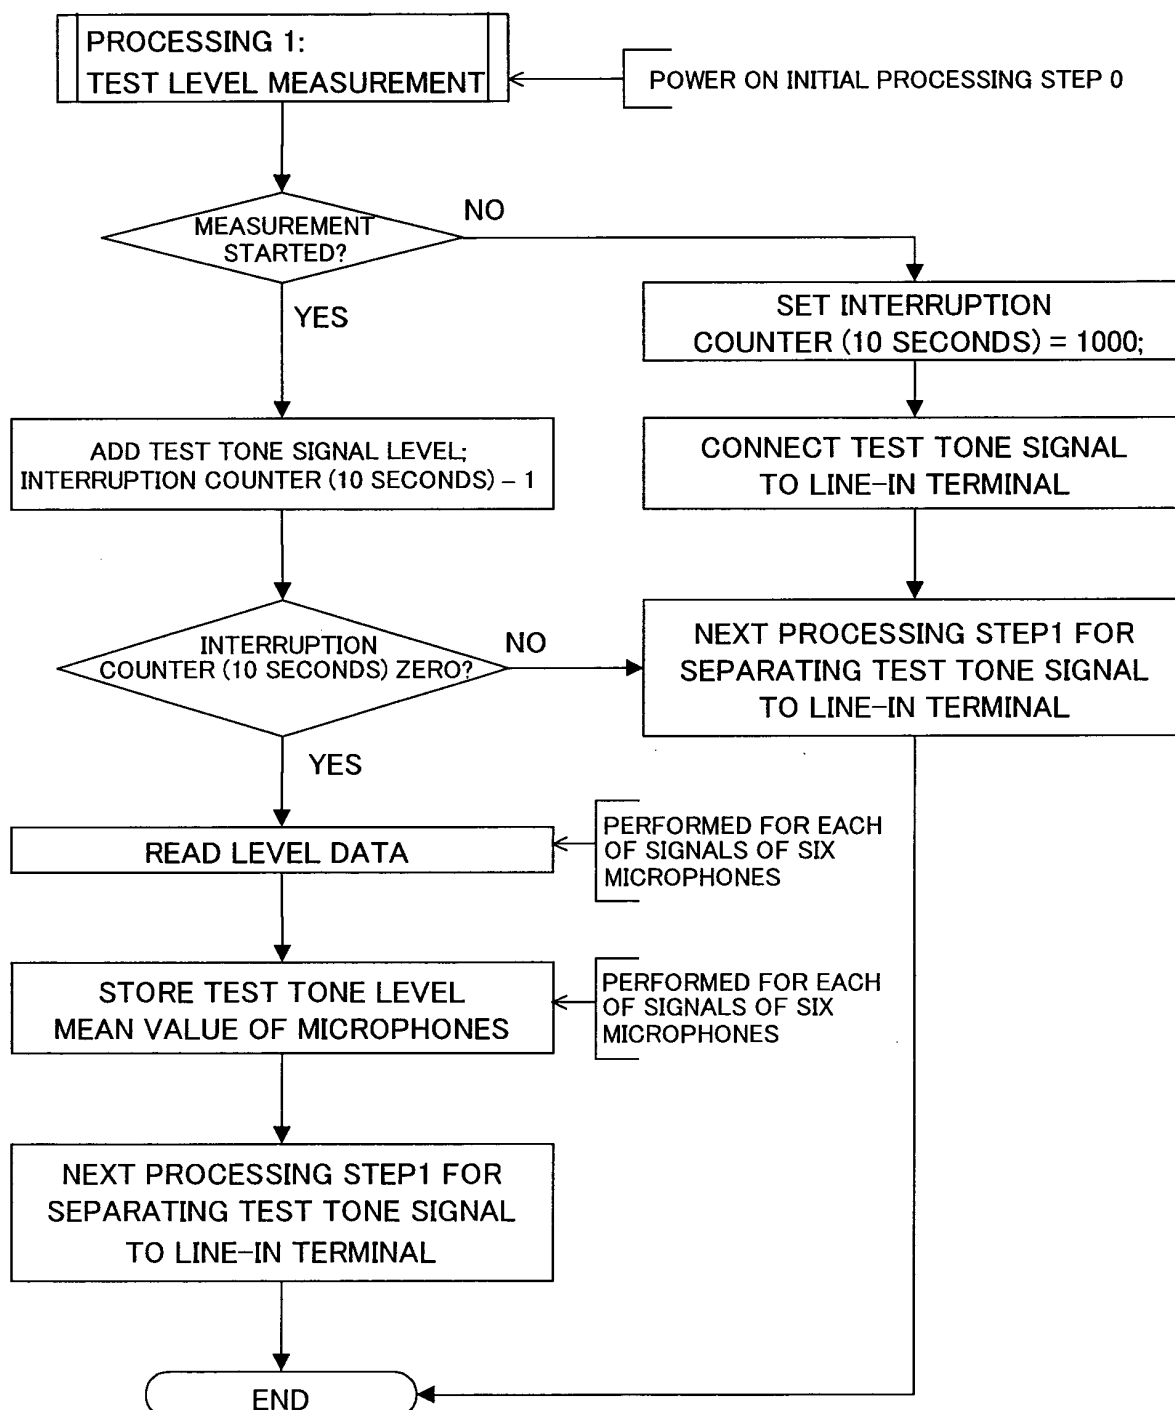 PROCESSING 1:
TEST LEVEL MEASUREMENT
POWER ON INITIAL PROCESSING STEP 0
MEASUREMENT
STARTED?
NO
YES
SET INTERRUPTION
COUNTER (10 SECONDS) = 1000;
ADD TEST TONE SIGNAL LEVEL;
INTERRUPTION COUNTER (10 SECONDS) – 1
CONNECT TEST TONE SIGNAL
TO LINE-IN TERMINAL
INTERRUPTION
COUNTER (10 SECONDS) ZERO?
NO
YES
NEXT PROCESSING STEP1 FOR
SEPARATING TEST TONE SIGNAL
TO LINE-IN TERMINAL
READ LEVEL DATA
PERFORMED FOR EACH
OF SIGNALS OF SIX
MICROPHONES
STORE TEST TONE LEVEL
MEAN VALUE OF MICROPHONES
PERFORMED FOR EACH
OF SIGNALS OF SIX
MICROPHONES
NEXT PROCESSING STEP1 FOR
SEPARATING TEST TONE SIGNAL
TO LINE-IN TERMINAL
END